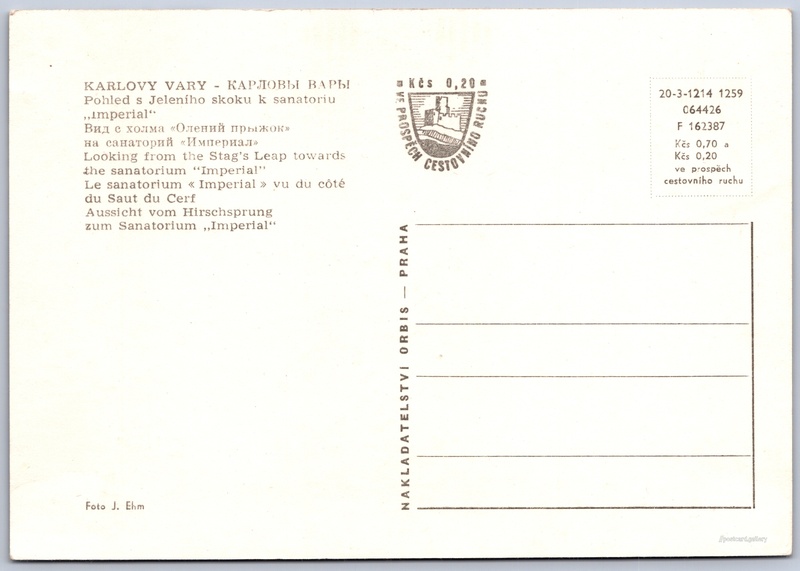 KARLOVY VARY - КАРЛОВЫ ВАРЫ
Pohled s Jeleního skoku k sanatoriu
„Imperial“
Вид с холма «Олений прыжок»
на санаторий «Империал»
Looking from the Stag's Leap towards
the sanatorium "Imperial"
Le sanatorium « Imperial » vu du côté
du Saut du Cerf
Aussicht vom Hirschsprung
zum Sanatorium „Imperial“
Foto J. Ehm
Kčs 0,20
VE PROSPĚCH CESTOVNÍHO RUCHU
NAKLADATELSTVÍ ORBIS — PRAHA
20-3-1214 1259
064426
F 162387
Kčs 0,70 a
Kčs 0,20
ve prospěch
cestovního ruchu
postcard.gallery